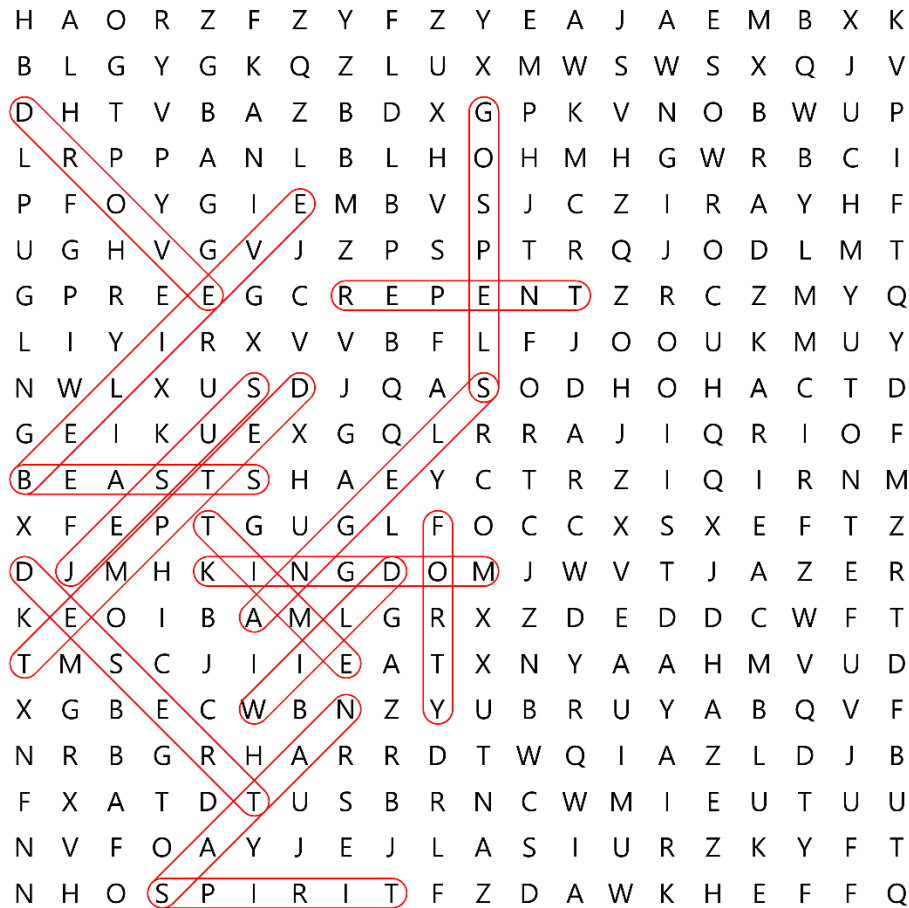 H A O R Z F Z Y F Z Y E A J A E M B X K
B L G Y G K Q Z L U X M W S W S X Q J V
D H T V B A Z B D X G P K V N O B W U P
L R P P A N L B L H O H M H G W R B C I
P F O Y G I E M B V S J C Z I R A Y H F
U G H V G V J Z P S P T R Q J O D L M T
G P R E E G C R E P E N T Z R C Z M Y Q
L I Y I R X V V B F L F J O O U K M U Y
N W L X U S D J Q A S O D H O H A C T D
G E I K U E X G Q L R R A J I Q R I O F
B E A S T S H A E Y C T R Z I Q I R N M
X F E P T G U G L F O C C X S X E F T Z
D J M H K I N G D O M J W V T J A Z E R
K E O I B A M L G R X Z D E D D C W F T
T M S C J I I E A T X N Y A A H M V U D
X G B E C W B N Z Y U B R U Y A B Q V F
N R B G R H A R R D T W Q I A Z L D J B
F X A T D T U S B R N C W M I E U T U U
N V F O A Y J E J L A S I U R Z K Y F T
N H O S P I R I T F Z D A W K H E F F Q